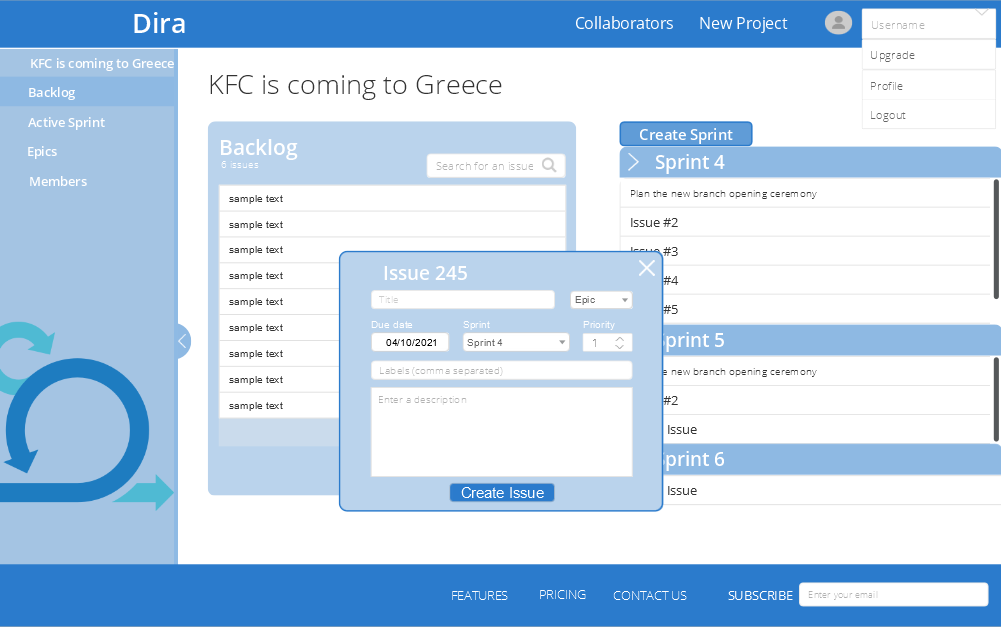 Dira
Collaborators
New Project
Username
Upgrade
Profile
Logout
KFC is coming to Greece
Backlog
Active Sprint
Epics
Members
KFC is coming to Greece
Backlog
6 issues
Search for an issue
sample text
sample text
sample text
sample text
sample text
sample text
sample text
sample text
sample text
Create Sprint
Sprint 4
Plan the new branch opening ceremony
Issue #2
Issue #3
#4
#5
Sprint 5
new branch opening ceremony
#2
Issue
Sprint 6
Issue
Issue 245
Title
Epic
Due date
Sprint
Priority
04/10/2021
Sprint 4
1
Labels (comma separated)
Enter a description
Create Issue
FEATURES
PRICING
CONTACT US
SUBSCRIBE
Enter your email